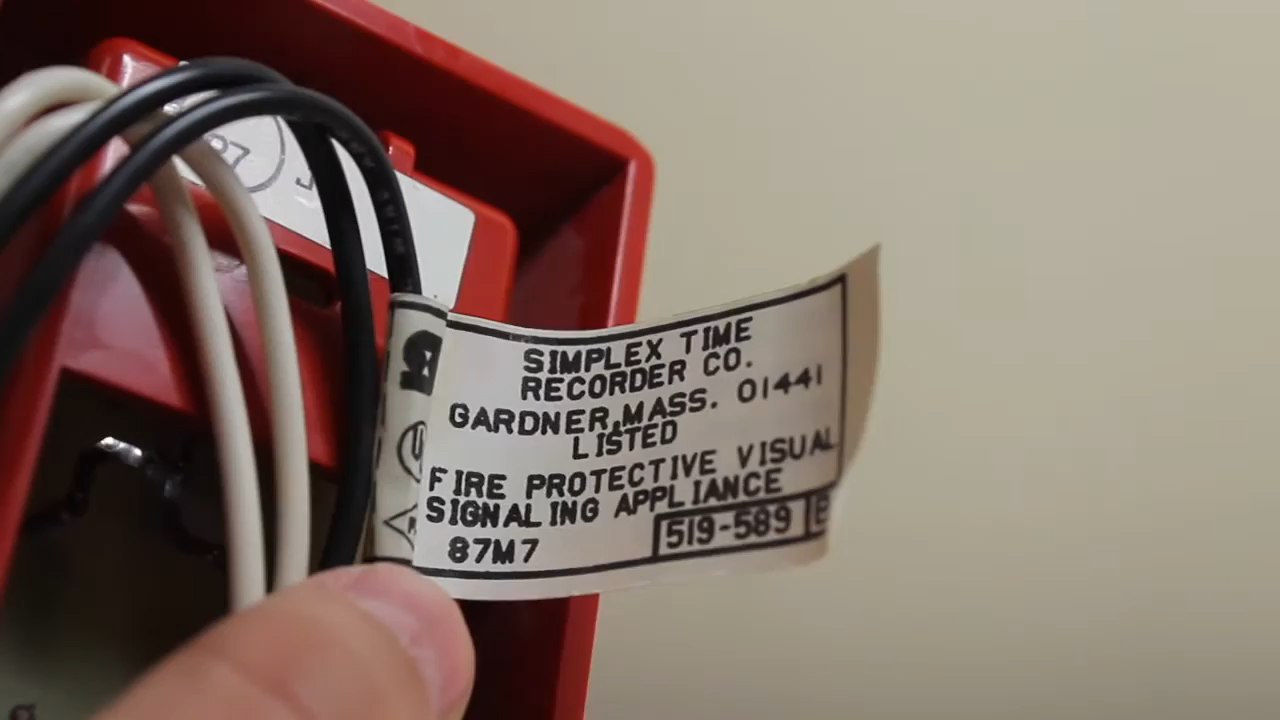 SIMPLEX TIME
RECORDER CO.
GARDNER, MASS. 01441
LISTED
FIRE PROTECTIVE VISUAL
SIGNALING APPLIANCE
87M7
519-589